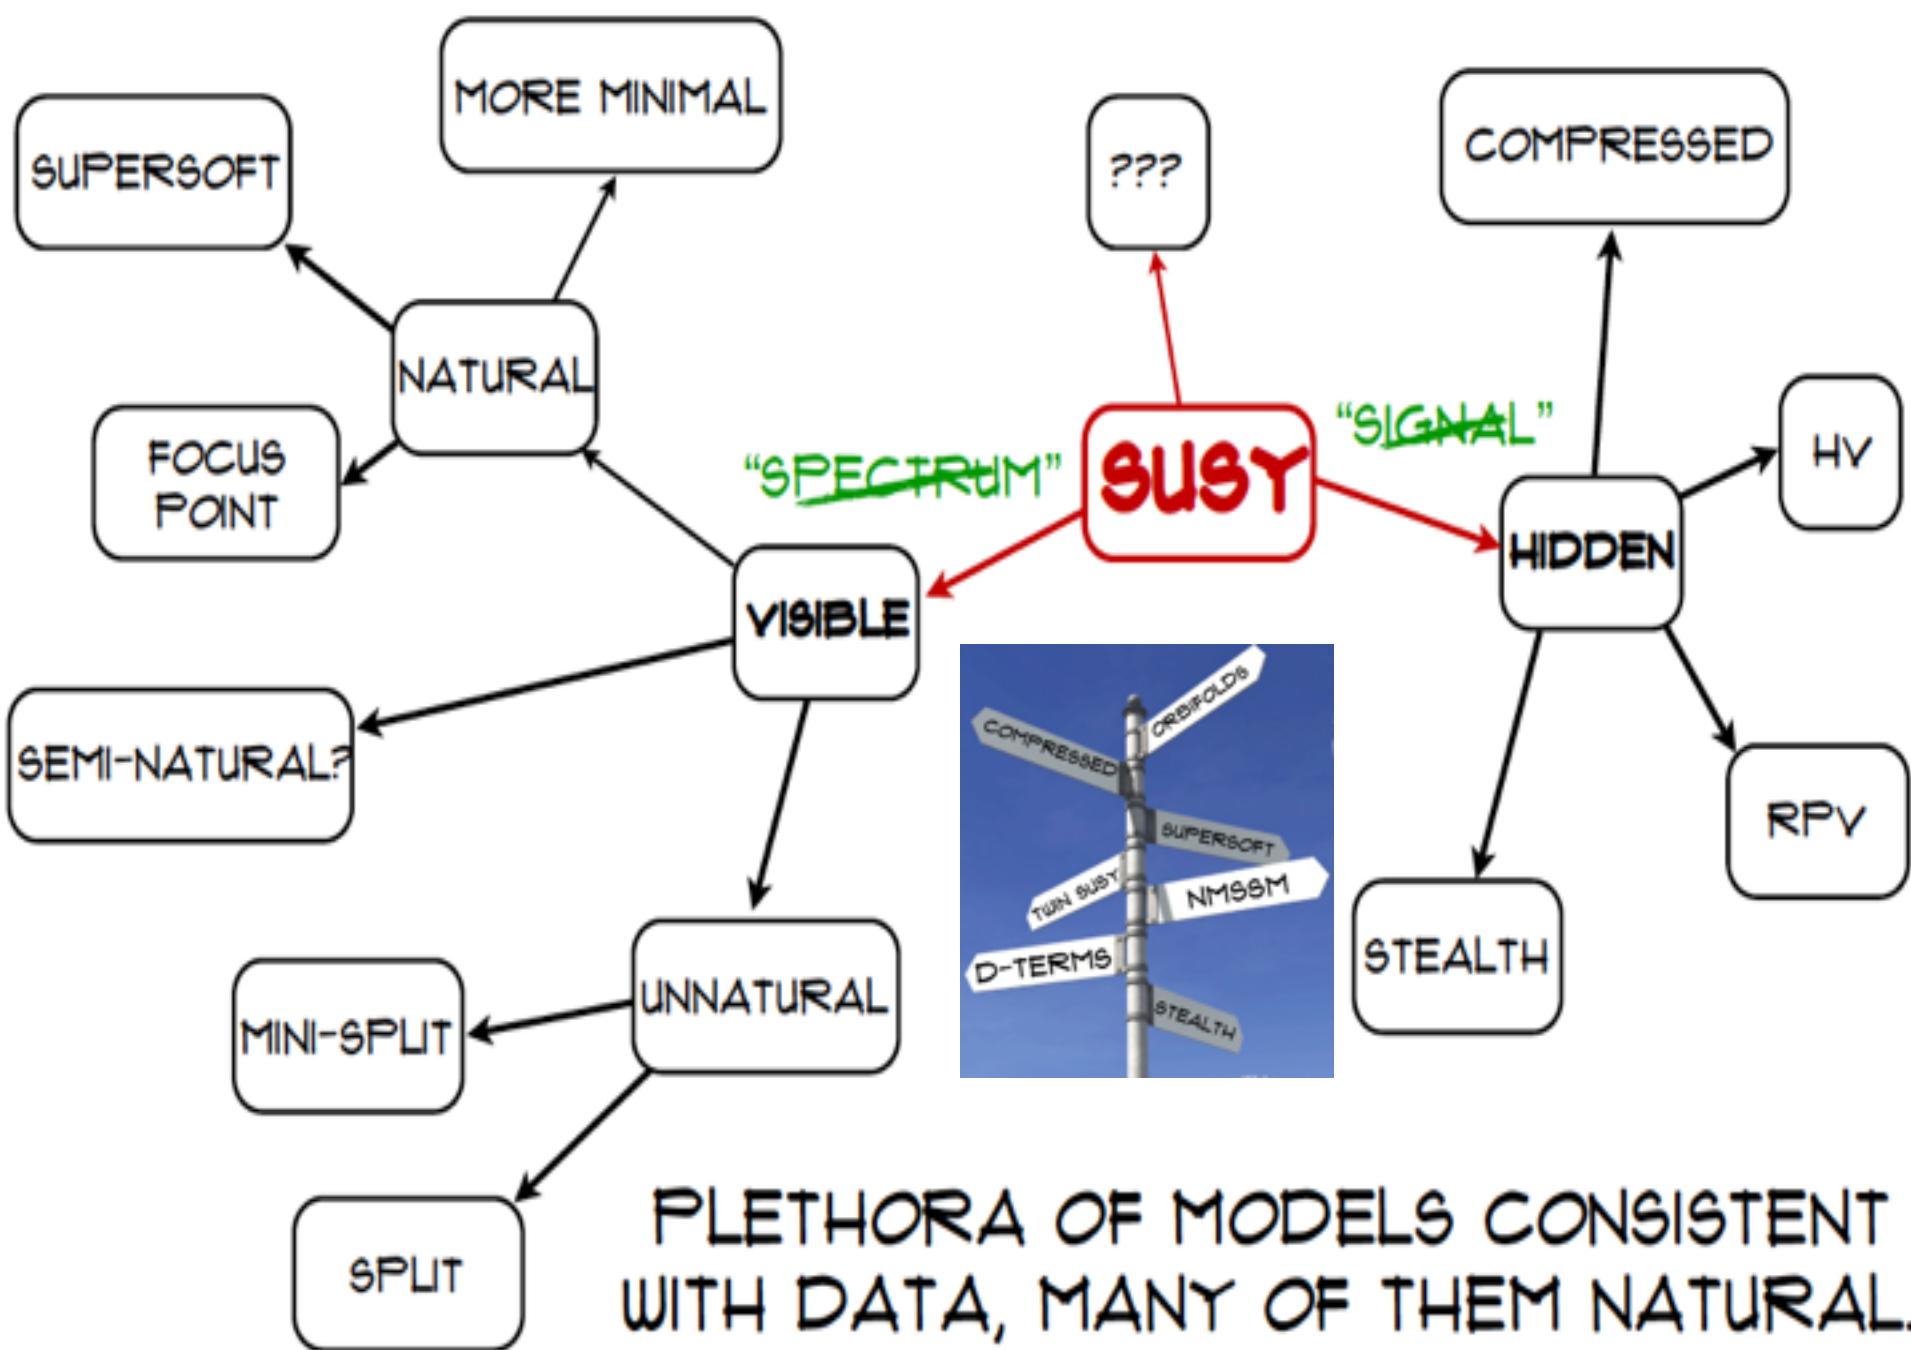 MORE MINIMAL
SUPERSOFT
???
COMPRESSED
NATURAL
FOCUS
POINT
"SPECTRUM"
SUSY
"SIGNAL"
HV
HIDDEN
VISIBLE
SEMI-NATURAL?
ORBIFOLDS
COMPRESSED
SUPERSOFT
TWIN SUSY
NMSSM
D-TERMS
STEALTH
RPV
STEALTH
UNNATURAL
MINI-SPLIT
SPLIT
PLETHORA OF MODELS CONSISTENT
WITH DATA, MANY OF THEM NATURAL.